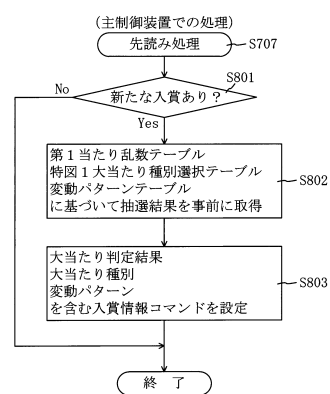 (主制御装置での処理)
先読み処理
S707
S801
新たな入賞あり?
No
Yes
第1当たり乱数テーブル
特図1大当たり種別選択テーブル
変動パターンテーブル
に基づいて抽選結果を事前に取得
S802
大当たり判定結果
大当たり種別
変動パターン
を含む入賞情報コマンドを設定
S803
終 了